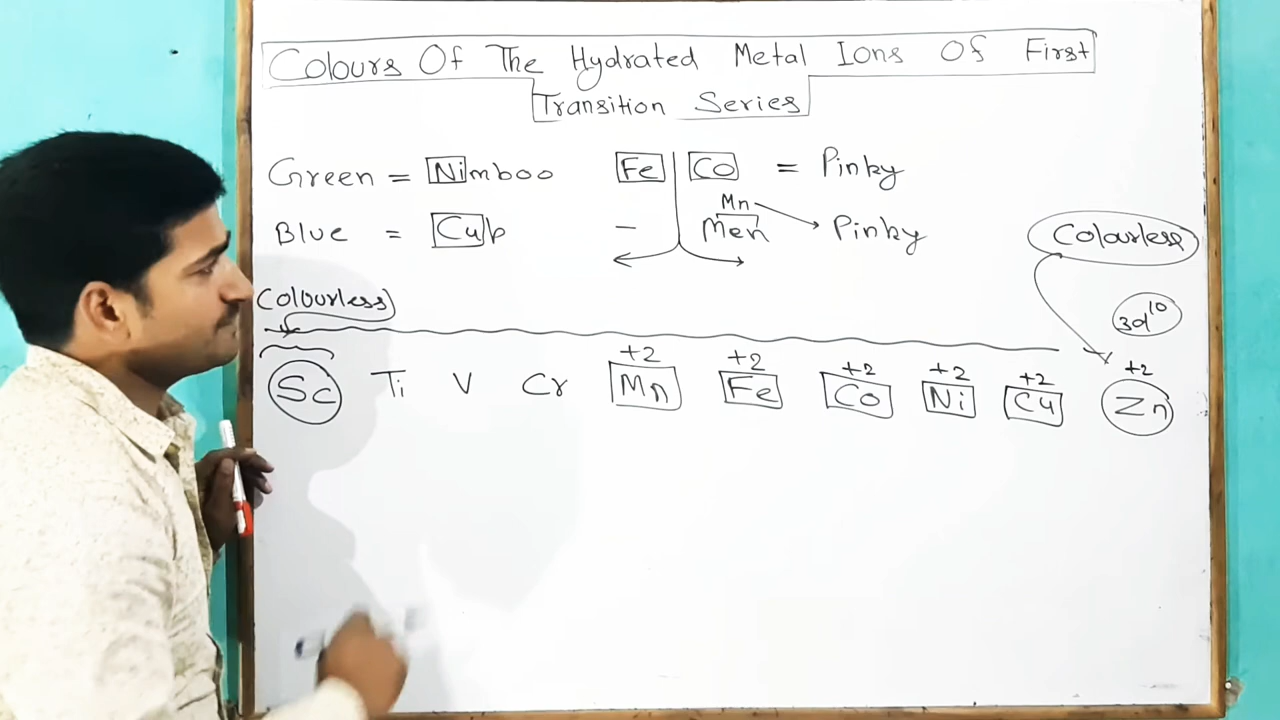 Colours Of The Hydrated Metal Ions Of First
Transition Series
Green = Nimboo Fe Co = Pinky
Mn
Blue = Cub – Men Pinky
Colourless
Colourless
3d10
+2 +2 +2 +2 +2 +2
Sc Ti V Cr Mn Fe Co Ni Cu Zn